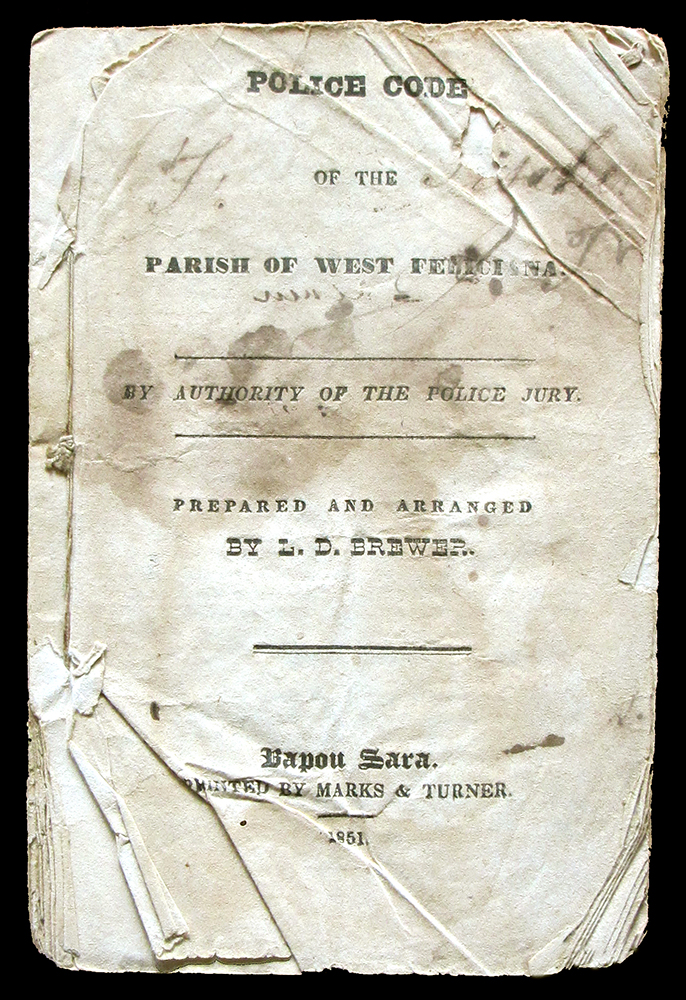 POLICE CODE
OF THE
PARISH OF WEST FELICIANA.
BY AUTHORITY OF THE POLICE JURY.
PREPARED AND ARRANGED
BY L. D. BREWER.
Bayou Sara.
PRINTED BY MARKS & TURNER.
1851.